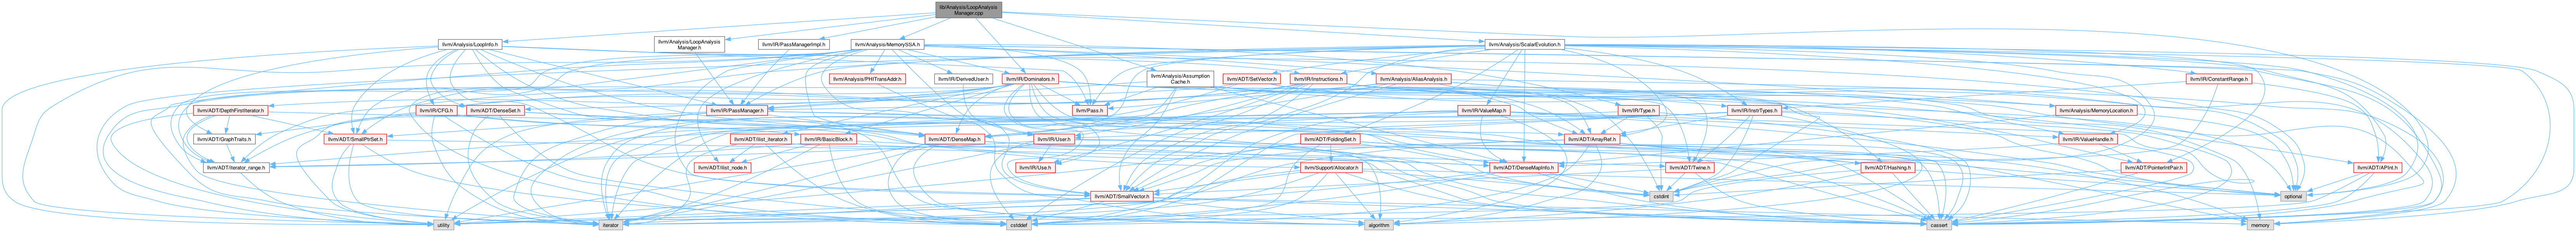 lib/Analysis/LoopAnalysis
Manager.cpp
llvm/Analysis/LoopInfo.h
llvm/Analysis/LoopAnalysis
Manager.h
llvm/IR/PassManagerImpl.h
llvm/Analysis/MemorySSA.h
llvm/Analysis/ScalarEvolution.h
llvm/Analysis/PHITransAddr.h
llvm/IR/DerivedUser.h
llvm/IR/Dominators.h
llvm/Analysis/Assumption
Cache.h
llvm/ADT/SetVector.h
llvm/IR/Instructions.h
llvm/Analysis/AliasAnalysis.h
llvm/IR/ConstantRange.h
llvm/ADT/DepthFirstIterator.h
llvm/IR/CFG.h
llvm/ADT/DenseSet.h
llvm/IR/PassManager.h
llvm/Pass.h
llvm/IR/ValueMap.h
llvm/IR/Type.h
llvm/IR/InstrTypes.h
llvm/Analysis/MemoryLocation.h
llvm/ADT/GraphTraits.h
llvm/ADT/SmallPtrSet.h
llvm/ADT/ilist_iterator.h
llvm/IR/BasicBlock.h
llvm/ADT/DenseMap.h
llvm/IR/User.h
llvm/ADT/FoldingSet.h
llvm/ADT/ArrayRef.h
llvm/IR/ValueHandle.h
llvm/ADT/iterator_range.h
llvm/ADT/ilist_node.h
llvm/IR/Use.h
llvm/Support/Allocator.h
llvm/ADT/DenseMapInfo.h
llvm/ADT/Twine.h
llvm/ADT/Hashing.h
llvm/ADT/PointerIntPair.h
llvm/ADT/APInt.h
llvm/ADT/SmallVector.h
cstdint
optional
utility
iterator
cstddef
algorithm
cassert
memory